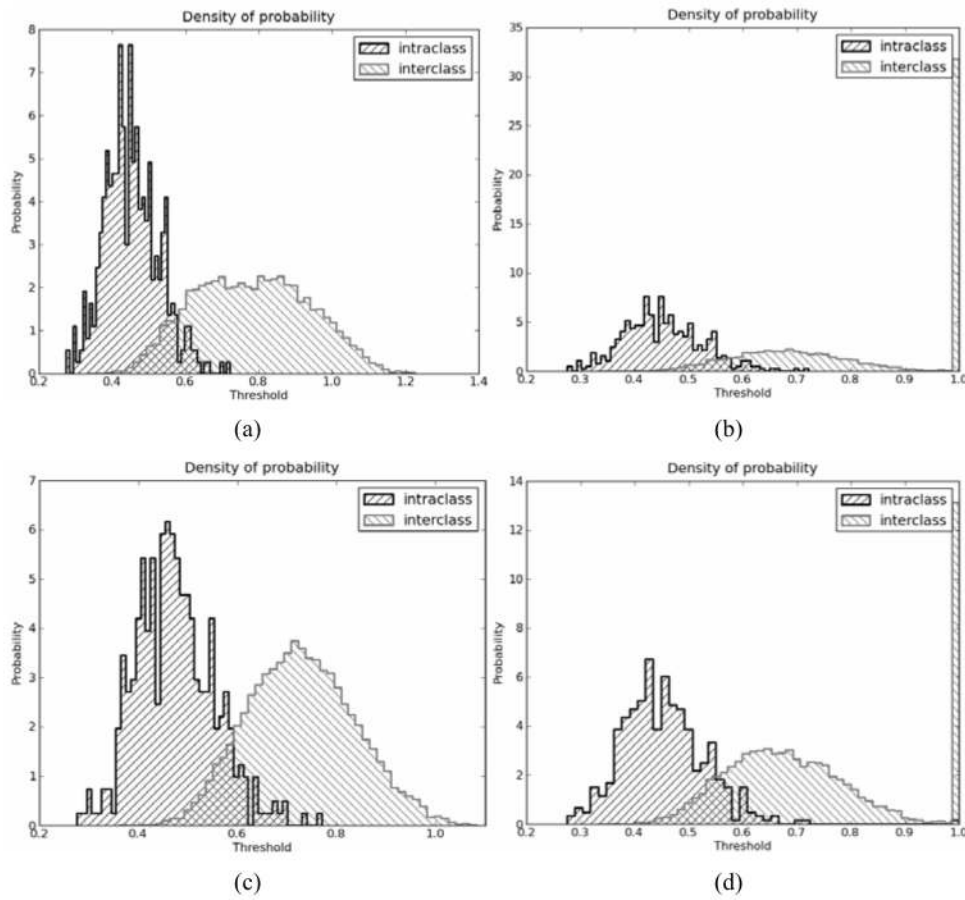 Density of probability
8
7
6
5
4
3
2
1
0
Probability
intraclass
interclass
0.2 0.4 0.6 0.8 1.0 1.2 1.4
Threshold
(a)
Density of probability
35
30
25
20
15
10
5
0
Probability
intraclass
interclass
0.2 0.3 0.4 0.5 0.6 0.7 0.8 0.9 1.0
Threshold
(b)
Density of probability
7
6
5
4
3
2
1
0
Probability
intraclass
interclass
0.2 0.4 0.6 0.8 1.0
Threshold
(c)
Density of probability
14
12
10
8
6
4
2
0
Probability
intraclass
interclass
0.2 0.3 0.4 0.5 0.6 0.7 0.8 0.9 1.0
Threshold
(d)